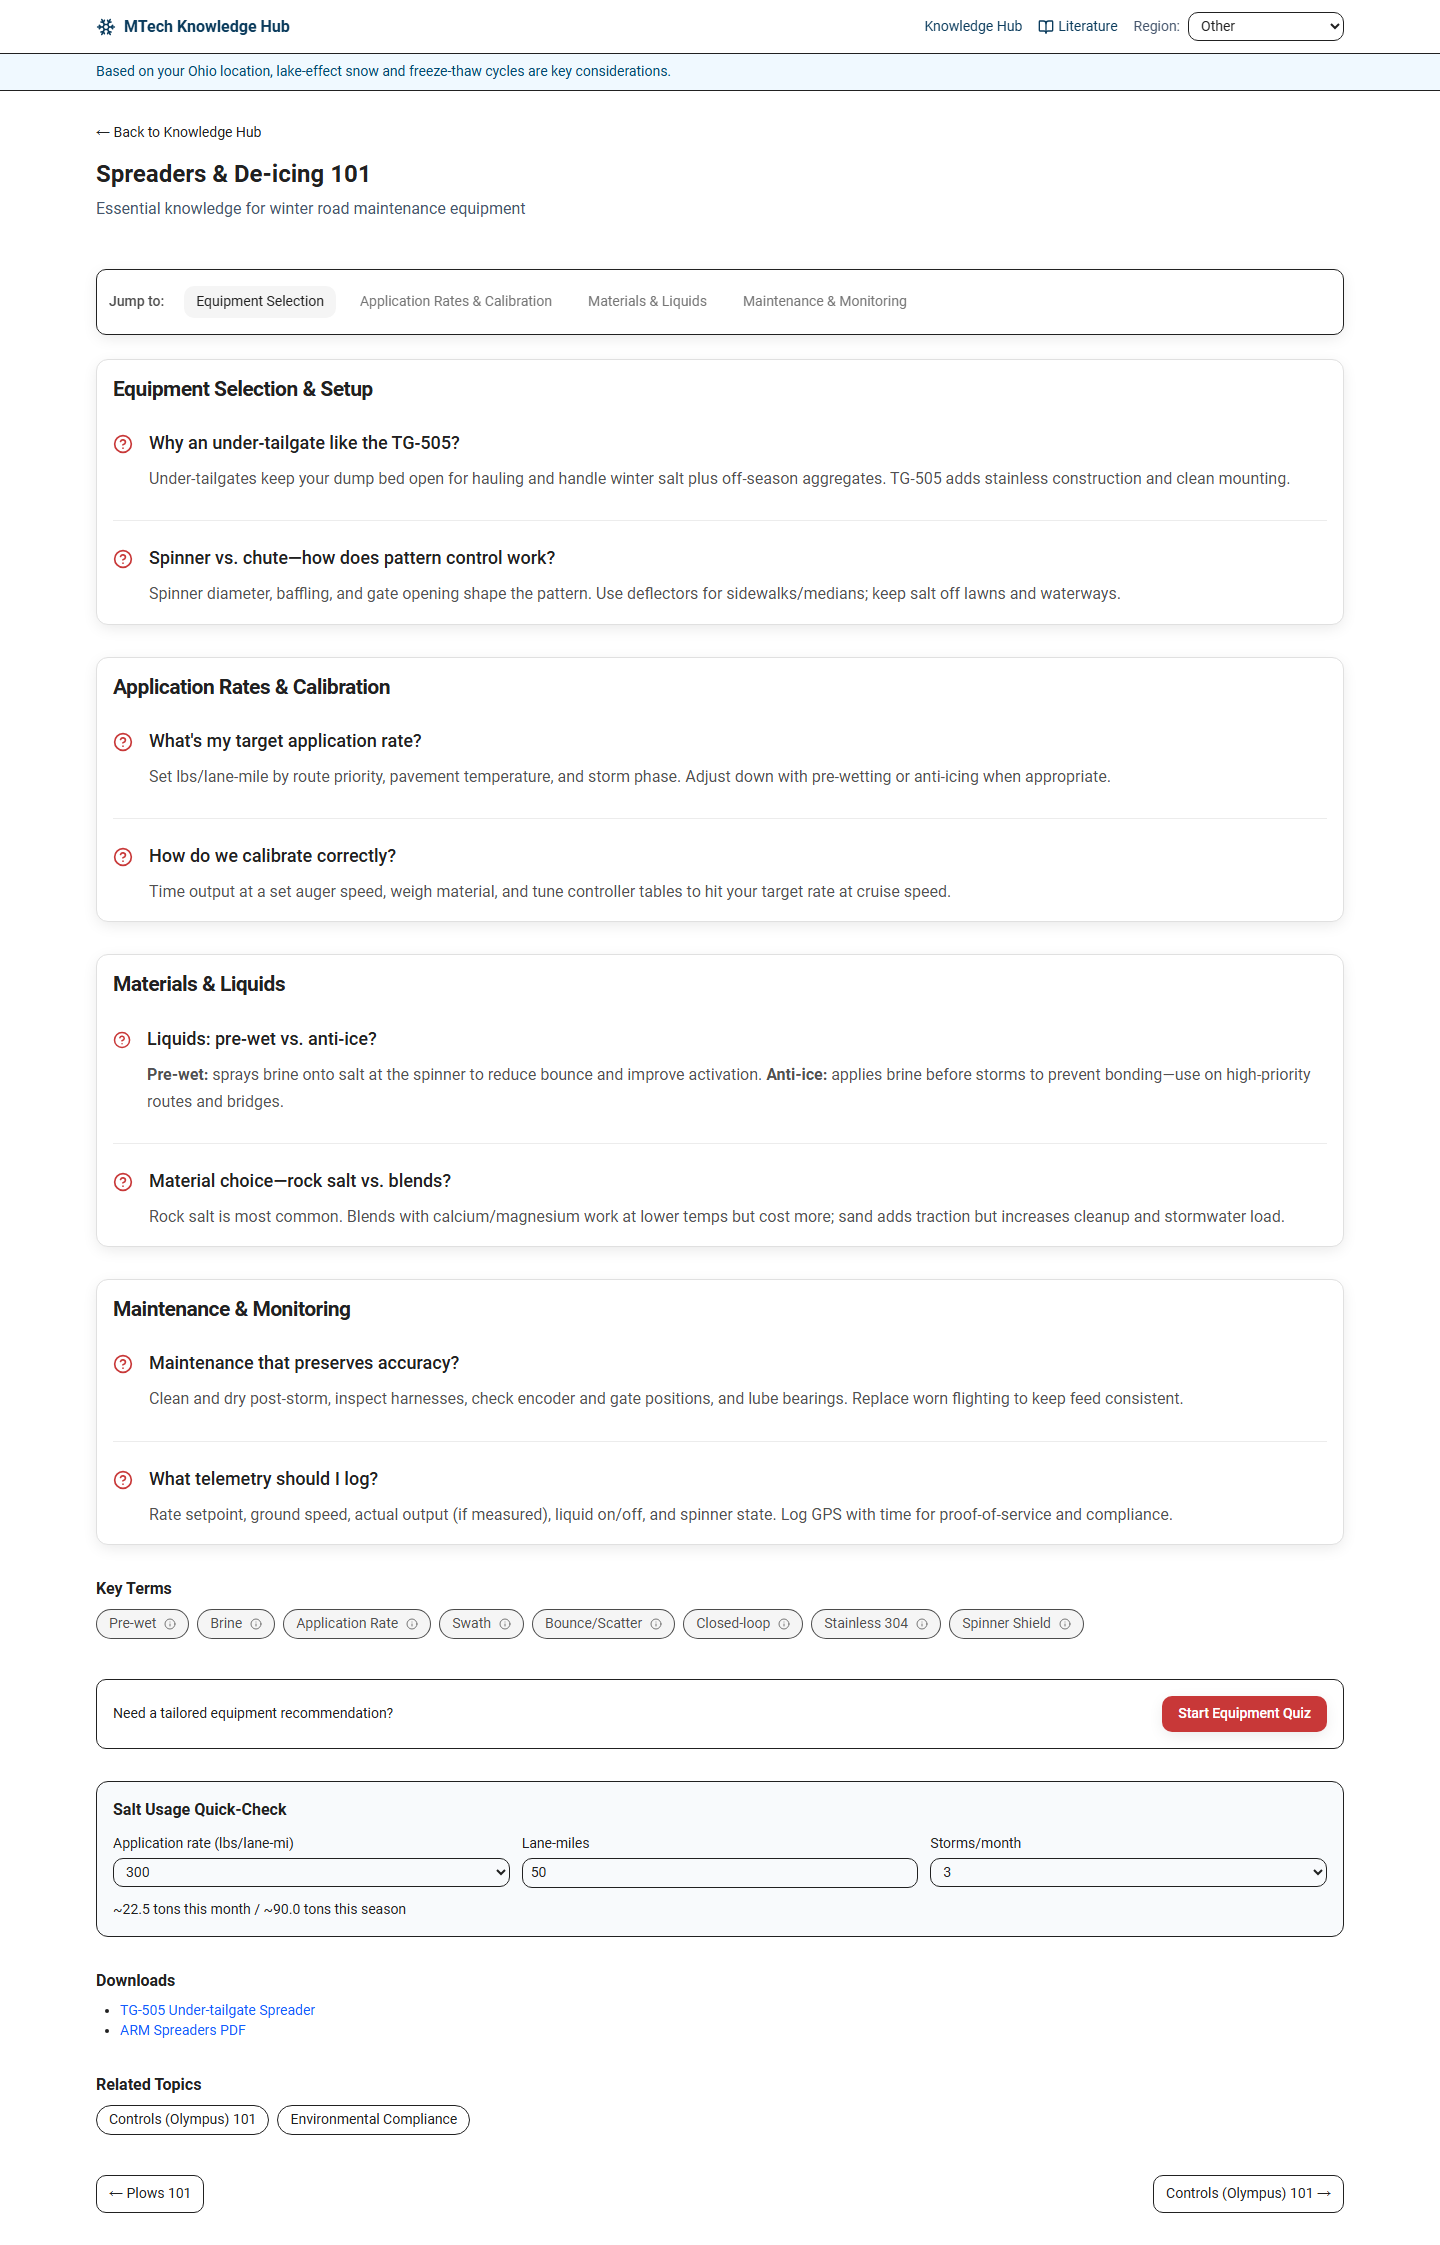 MTech Knowledge Hub
Knowledge Hub
Literature
Region:
Other
Based on your Ohio location, lake-effect snow and freeze-thaw cycles are key considerations.
← Back to Knowledge Hub
Spreaders & De-icing 101
Essential knowledge for winter road maintenance equipment
Jump to:
Equipment Selection
Application Rates & Calibration
Materials & Liquids
Maintenance & Monitoring
Equipment Selection & Setup
Why an under-tailgate like the TG-505?
Under-tailgates keep your dump bed open for hauling and handle winter salt plus off-season aggregates. TG-505 adds stainless construction and clean mounting.
Spinner vs. chute—how does pattern control work?
Spinner diameter, baffling, and gate opening shape the pattern. Use deflectors for sidewalks/medians; keep salt off lawns and waterways.
Application Rates & Calibration
What's my target application rate?
Set lbs/lane-mile by route priority, pavement temperature, and storm phase. Adjust down with pre-wetting or anti-icing when appropriate.
How do we calibrate correctly?
Time output at a set auger speed, weigh material, and tune controller tables to hit your target rate at cruise speed.
Materials & Liquids
Liquids: pre-wet vs. anti-ice?
Pre-wet: sprays brine onto salt at the spinner to reduce bounce and improve activation. Anti-ice: applies brine before storms to prevent bonding—use on high-priority
routes and bridges.
Material choice—rock salt vs. blends?
Rock salt is most common. Blends with calcium/magnesium work at lower temps but cost more; sand adds traction but increases cleanup and stormwater load.
Maintenance & Monitoring
Maintenance that preserves accuracy?
Clean and dry post-storm, inspect harnesses, check encoder and gate positions, and lube bearings. Replace worn flighting to keep feed consistent.
What telemetry should I log?
Rate setpoint, ground speed, actual output (if measured), liquid on/off, and spinner state. Log GPS with time for proof-of-service and compliance.
Key Terms
Pre-wet
Brine
Application Rate
Swath
Bounce/Scatter
Closed-loop
Stainless 304
Spinner Shield
Need a tailored equipment recommendation?
Start Equipment Quiz
Salt Usage Quick-Check
Application rate (lbs/lane-mi)
Lane-miles
Storms/month
300
50
3
~22.5 tons this month / ~90.0 tons this season
Downloads
• TG-505 Under-tailgate Spreader
• ARM Spreaders PDF
Related Topics
Controls (Olympus) 101
Environmental Compliance
← Plows 101
Controls (Olympus) 101 →